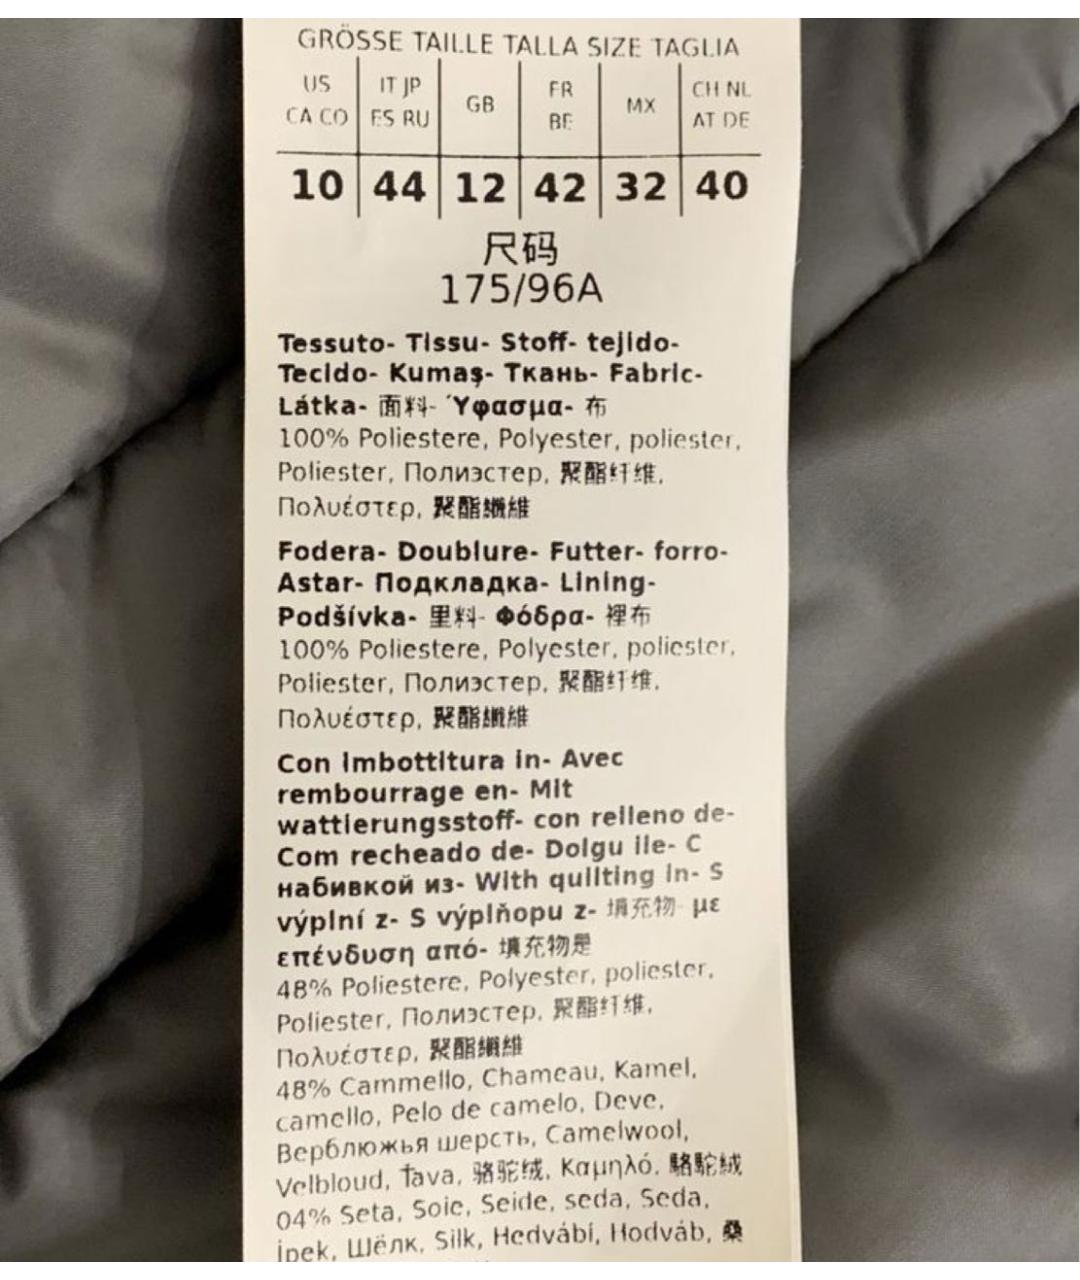 GRÖSSE TAILLE TALLA SIZE TAGLIA
US IT JP GB FR MX CH NL
CA CO ES RU BE AT DE
10 44 12 42 32 40
尺码
175/96A
Tessuto- Tissu- Stoff- tejido-
Tecido- Kumaş- Ткань- Fabric-
Látka- 面料- Ύφασμα- 布
100% Poliestere, Polyester, poliester,
Poliester, Полиэстер, 聚酯纤维,
Πολυέστερ, 聚酯纖維
Fodera- Doublure- Futter- forro-
Astar- Подкладка- Lining-
Podšívka- 里料- Φόδρα- 裡布
100% Poliestere, Polyester, poliester,
Poliester, Полиэстер, 聚酯纤维,
Πολυέστερ, 聚酯纖維
Con imbottitura in- Avec
rembourrage en- Mit
wattierungsstoff- con relleno de-
Com recheado de- Dolgu ile- С
набивкой из- With quilting in- S
výplní z- S výplňopu z- 填充物- με
επένδυση από- 填充物是
48% Poliestere, Polyester, poliester,
Poliester, Полиэстер, 聚酯纤维,
Πολυέστερ, 聚酯纖維
48% Cammello, Chameau, Kamel,
camello, Pelo de camelo, Deve,
Верблюжья шерсть, Camelwool,
Velbloud, Ťava, 骆驼绒, Καμηλό, 駱駝絨
04% Seta, Soie, Seide, seda, Seda,
İpek, Шёлк, Silk, Hedvábí, Hodváb, 桑